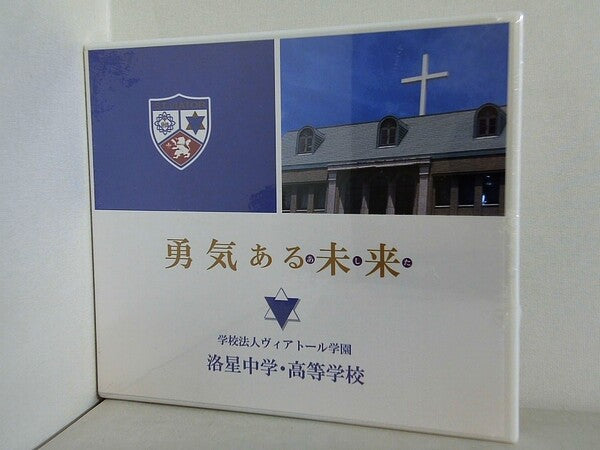 勇気ある未来
あした
学校法人ヴィアトール学園
洛星中学・高等学校